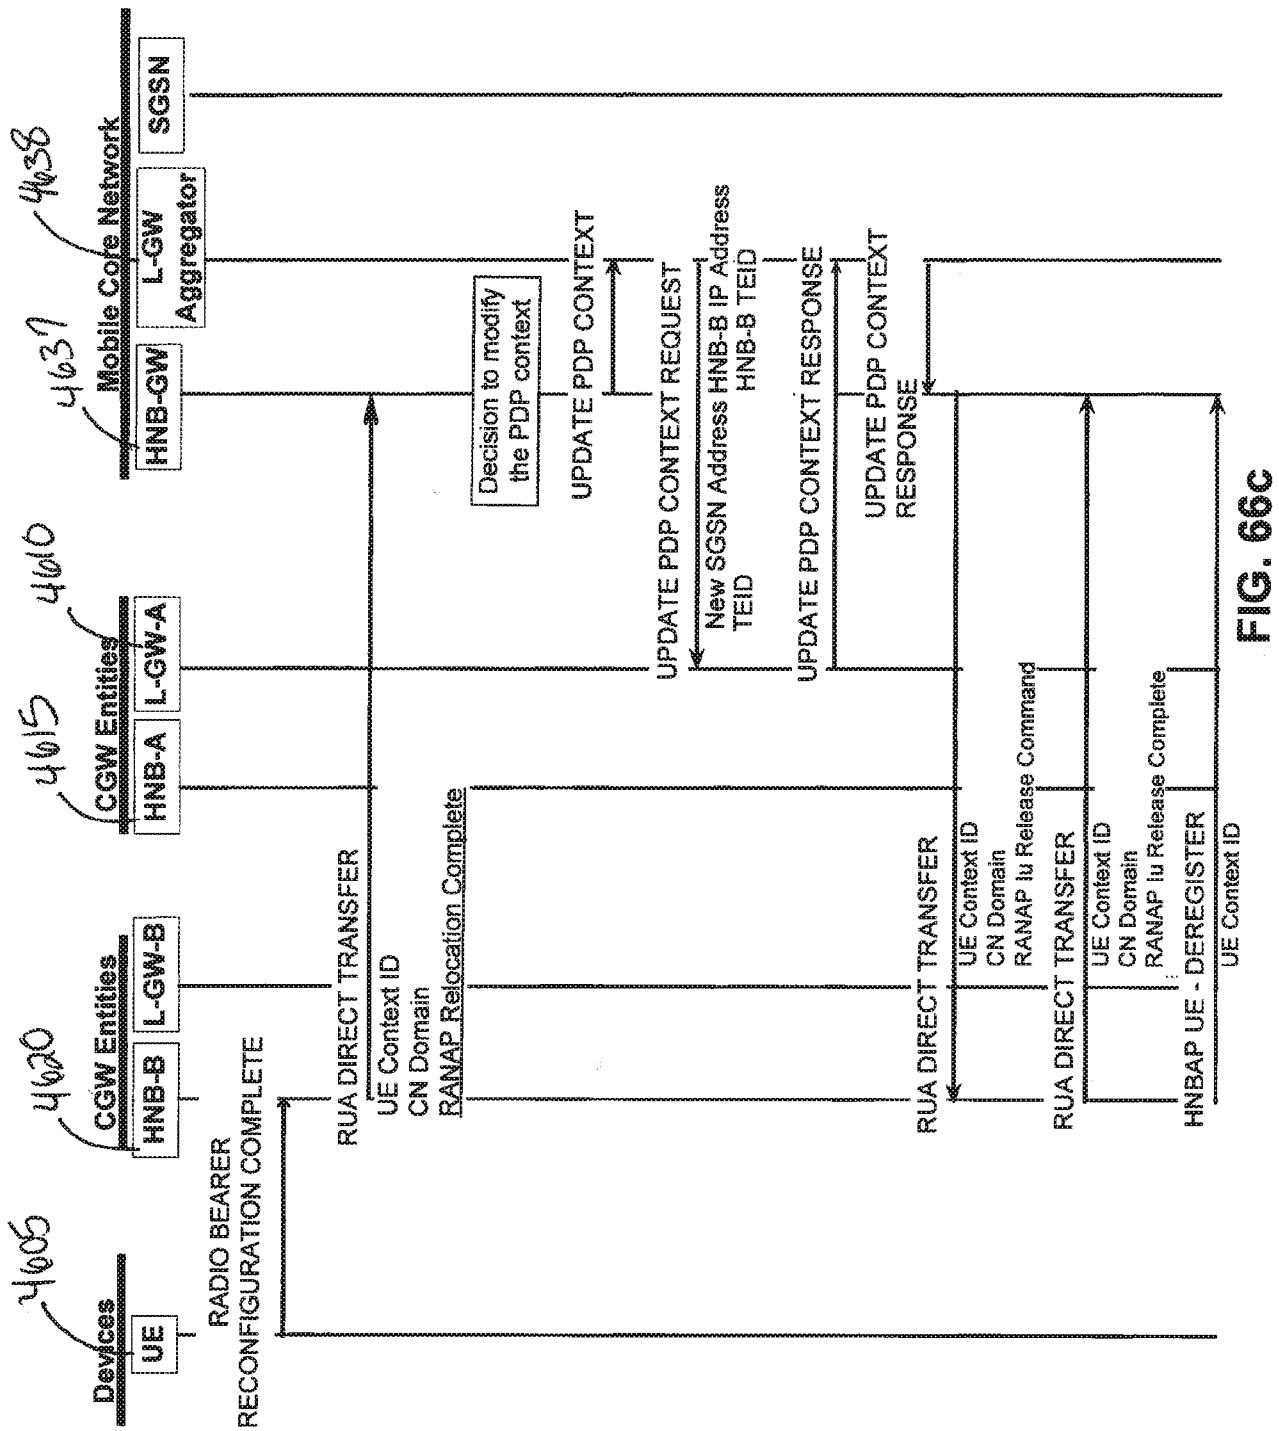 4605
4620
4615
4610
4637
4638
Devices
CGW Entities
CGW Entities
Mobile Core Network
UE
HNB-B
L-GW-B
HNB-A
L-GW-A
HNB-GW
L-GW
Aggregator
SGSN
RADIO BEARER
RECONFIGURATION COMPLETE
RUA DIRECT TRANSFER
UE Context ID
CN Domain
RANAP Relocation Complete
Decision to modify
the PDP context
UPDATE PDP CONTEXT
UPDATE PDP CONTEXT REQUEST
New SGSN Address HNB-B IP Address
TEID HNB-B TEID
UPDATE PDP CONTEXT RESPONSE
UPDATE PDP CONTEXT
RESPONSE
RUA DIRECT TRANSFER
UE Context ID
CN Domain
RANAP Iu Release Command
RUA DIRECT TRANSFER
UE Context ID
CN Domain
RANAP Iu Release Complete
HNBAP UE - DEREGISTER
UE Context ID
FIG. 66c